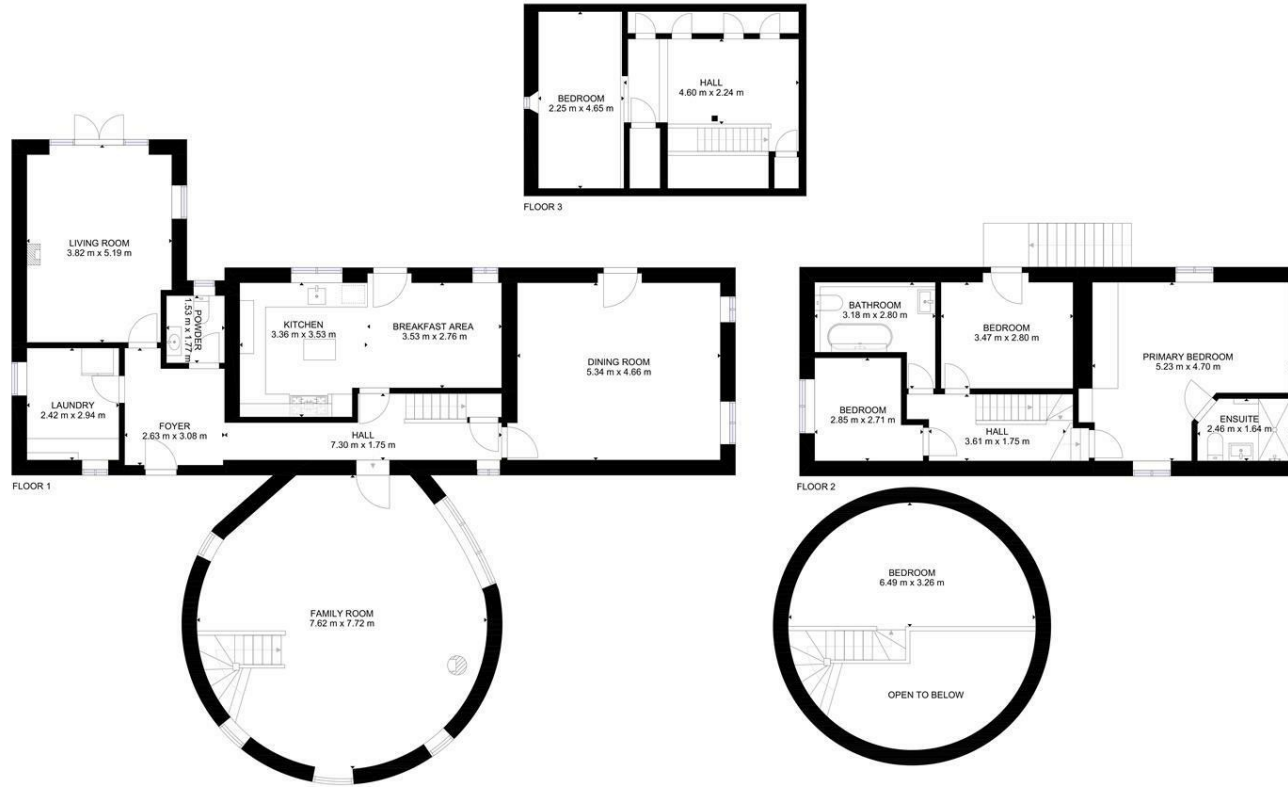 BEDROOM
2.25 m x 4.65 m
HALL
4.60 m x 2.24 m
FLOOR 3
LIVING ROOM
3.82 m x 5.19 m
POWDER
1.53 m x 1.77 m
KITCHEN
3.36 m x 3.53 m
BREAKFAST AREA
3.53 m x 2.76 m
DINING ROOM
5.34 m x 4.66 m
LAUNDRY
2.42 m x 2.94 m
FOYER
2.63 m x 3.08 m
HALL
7.30 m x 1.75 m
FLOOR 1
FAMILY ROOM
7.62 m x 7.72 m
BATHROOM
3.18 m x 2.80 m
BEDROOM
3.47 m x 2.80 m
PRIMARY BEDROOM
5.23 m x 4.70 m
BEDROOM
2.85 m x 2.71 m
HALL
3.61 m x 1.75 m
ENSUITE
2.46 m x 1.64 m
FLOOR 2
BEDROOM
6.49 m x 3.26 m
OPEN TO BELOW